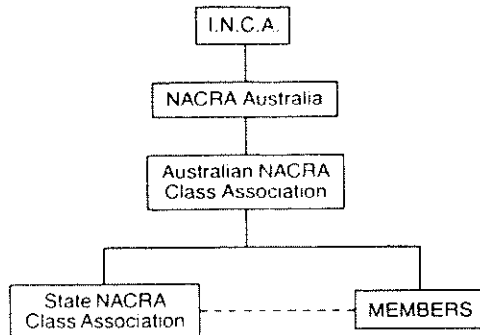 I.N.C.A.
NACRA Australia
Australian NACRA
Class Association
State NACRA
Class Association
MEMBERS